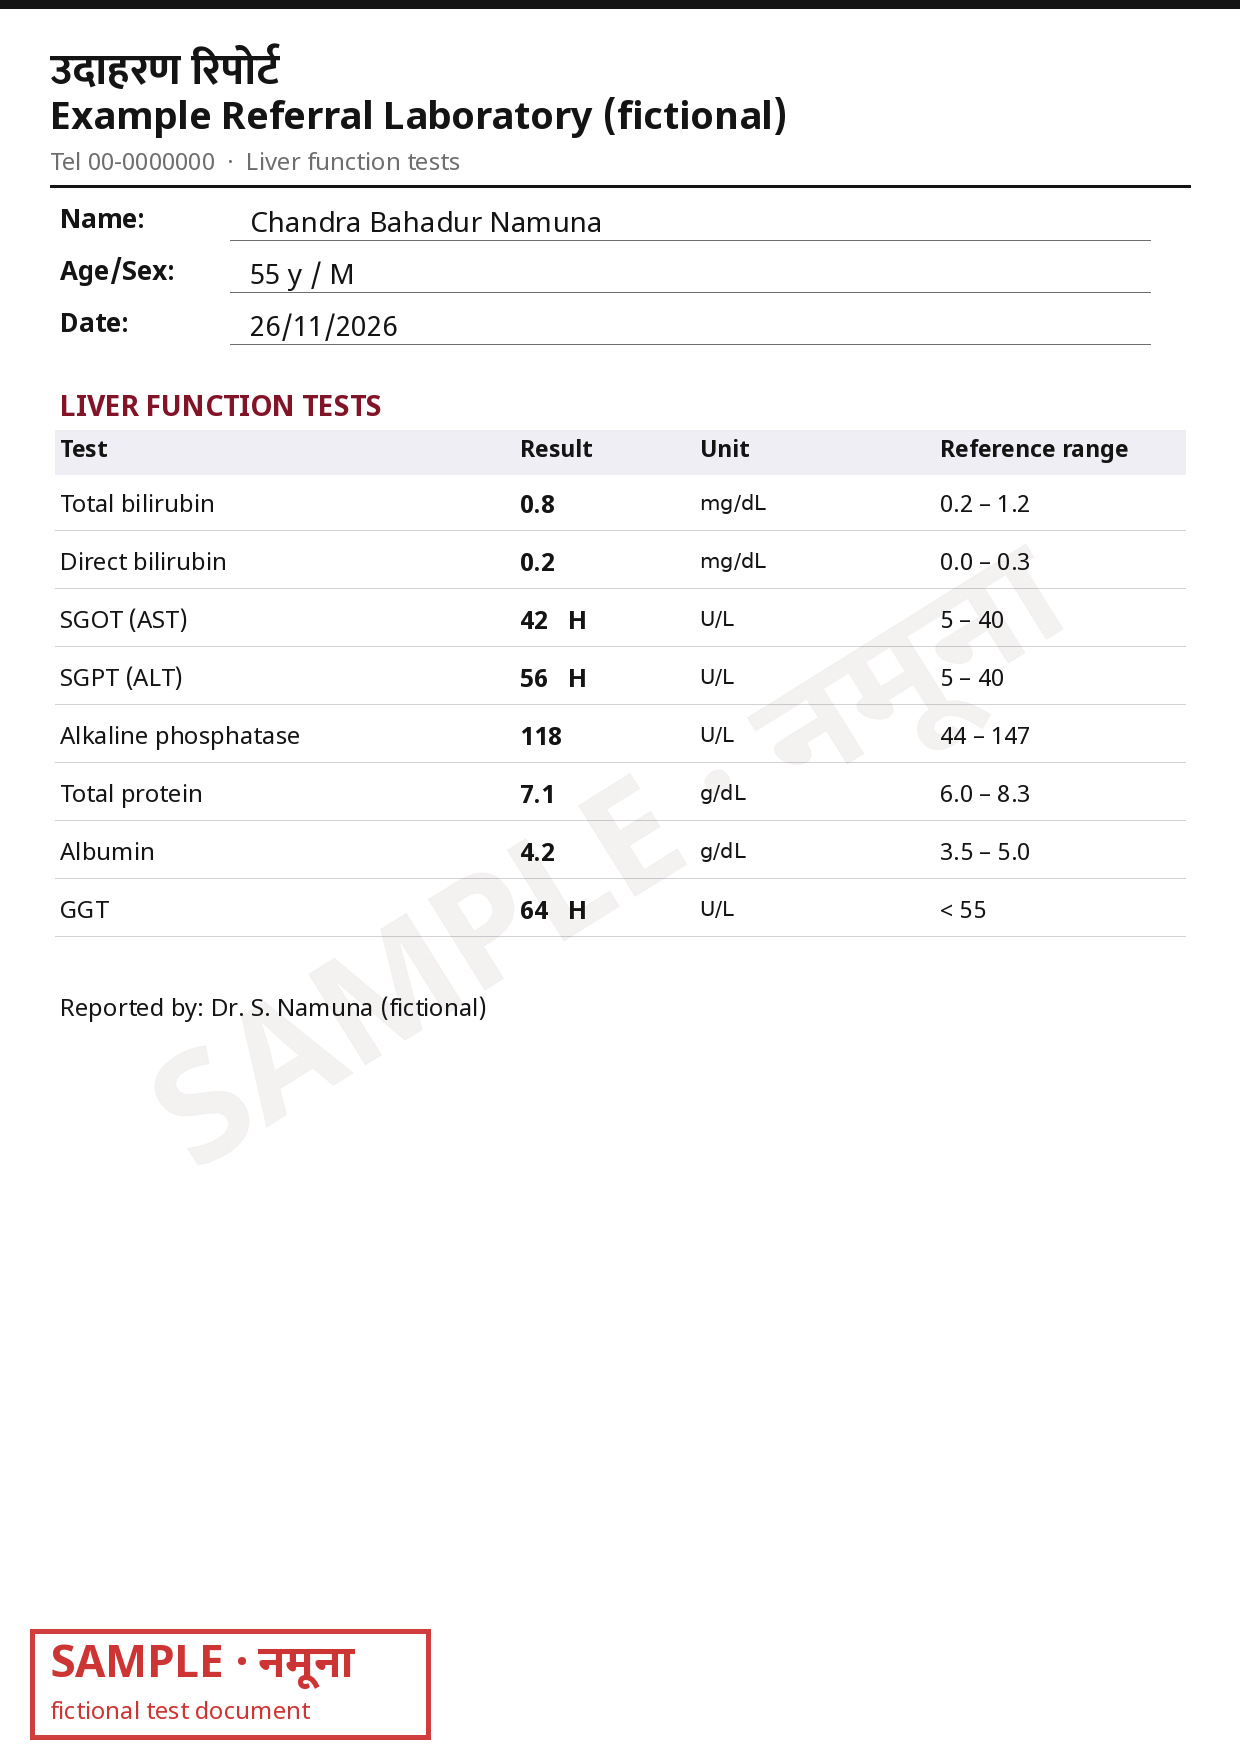 उदाहरण रिपोर्ट
Example Referral Laboratory (fictional)
Tel 00-0000000 · Liver function tests
Name: Chandra Bahadur Namuna
Age/Sex: 55 y / M
Date: 26/11/2026
LIVER FUNCTION TESTS
Test Result Unit Reference range
Total bilirubin 0.8 mg/dL 0.2 – 1.2
Direct bilirubin 0.2 mg/dL 0.0 – 0.3
SGOT (AST) 42 H U/L 5 – 40
SGPT (ALT) 56 H U/L 5 – 40
Alkaline phosphatase 118 U/L 44 – 147
Total protein 7.1 g/dL 6.0 – 8.3
Albumin 4.2 g/dL 3.5 – 5.0
GGT 64 H U/L < 55
Reported by: Dr. S. Namuna (fictional)
SAMPLE · नमूना
SAMPLE · नमूना
fictional test document